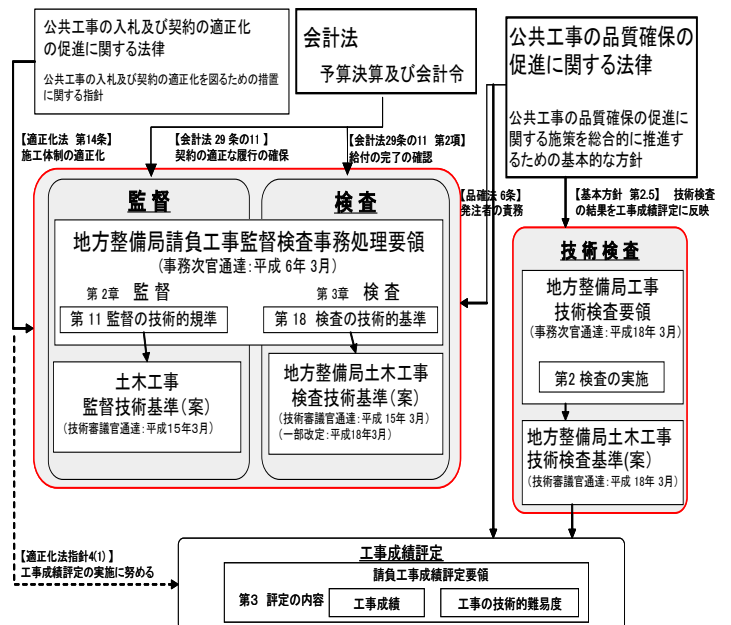 公共工事の入札及び契約の適正化
の促進に関する法律
公共工事の入札及び契約の適正化を図るための措置
に関する指針
会計法
予算決算及び会計令
公共工事の品質確保の
促進に関する法律
公共工事の品質確保の促進に
関する施策を総合的に推進す
るための基本的な方針
【適正化法 第14条】
施工体制の適正化
【会計法 29 条の11 】
契約の適正な履行の確保
【会計法29条の11 第2項】
給付の完了の確認
【品確法 6条】
発注者の責務
【基本方針 第2.5】 技術検査
の結果を工事成績評定に反映
監督
検査
地方整備局請負工事監督検査事務処理要領
(事務次官通達:平成 6年 3月)
第 2章 監督
第 3章 検査
第 11 監督の技術的規準
第 18 検査の技術的基準
土木工事
監督技術基準(案)
(技術審議官通達:平成15年3月)
地方整備局土木工事
検査技術基準(案)
(技術審議官通達:平成 15年 3月)
(一部改定:平成18年3月)
技術検査
地方整備局工事
技術検査要領
(事務次官通達:平成18年 3月)
第2 検査の実施
地方整備局土木工事
技術検査基準(案)
(技術審議官通達:平成 18年 3月)
【適正化法指針4(1) 】
工事成績評定の実施に努める
工事成績評定
請負工事成績評定要領
第3 評定の内容
工事成績
工事の技術的難易度